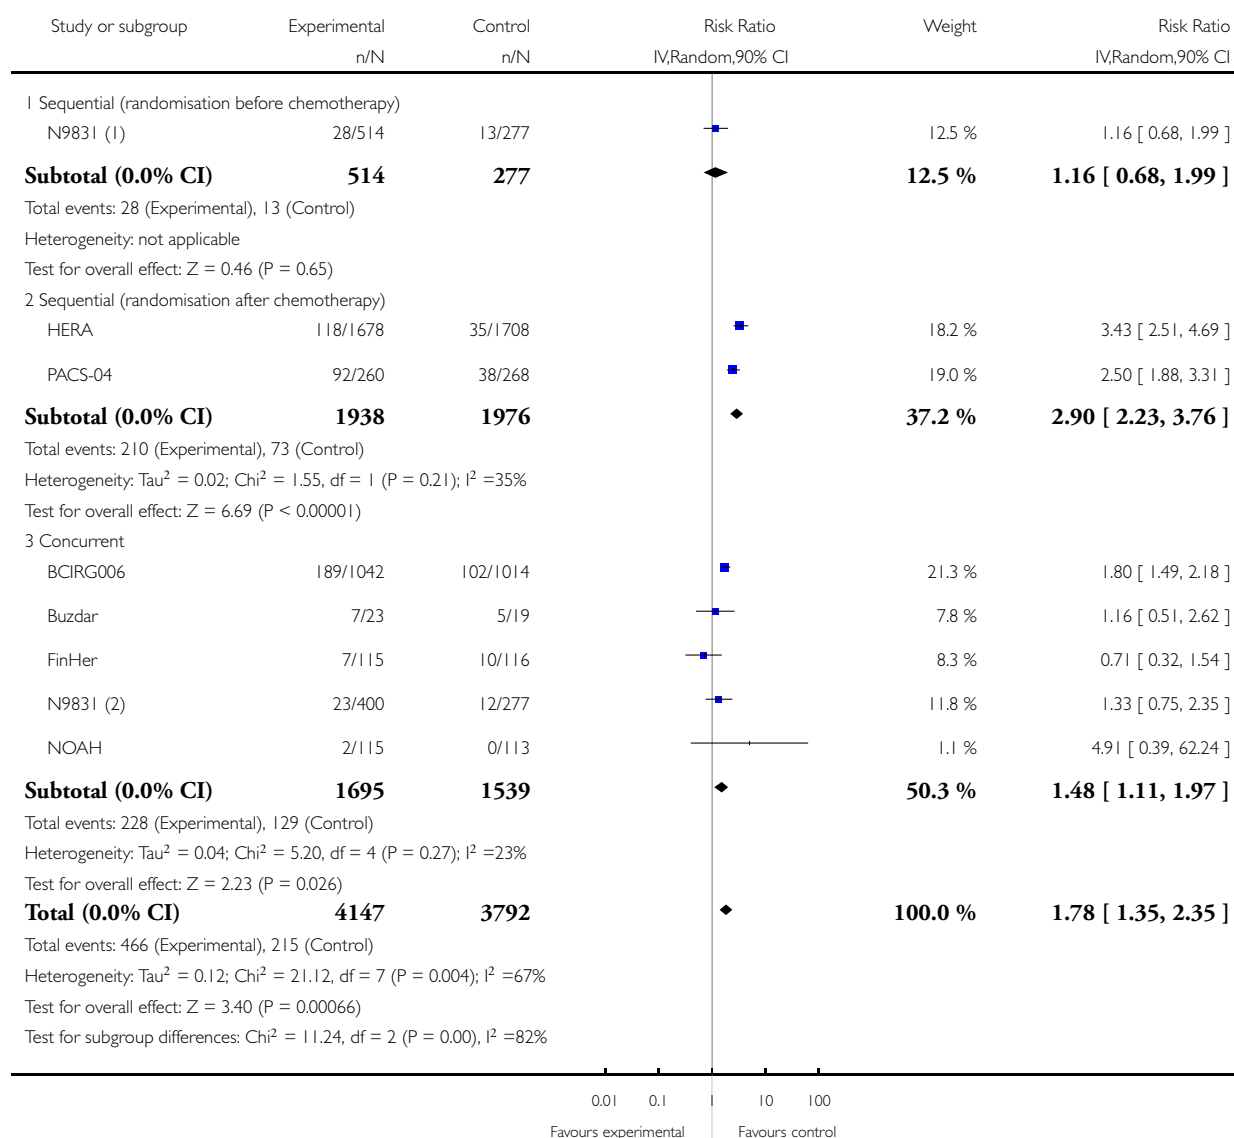 Study or subgroup Experimental Control Risk Ratio Weight Risk Ratio
n/N n/N IV,Random,90% CI IV,Random,90% CI
1 Sequential (randomisation before chemotherapy)
N9831 (1) 28/514 13/277 12.5 % 1.16 [ 0.68, 1.99 ]
Subtotal (0.0% CI) 514 277 12.5 % 1.16 [ 0.68, 1.99 ]
Total events: 28 (Experimental), 13 (Control)
Heterogeneity: not applicable
Test for overall effect: Z = 0.46 (P = 0.65)
2 Sequential (randomisation after chemotherapy)
HERA 118/1678 35/1708 18.2 % 3.43 [ 2.51, 4.69 ]
PACS-04 92/260 38/268 19.0 % 2.50 [ 1.88, 3.31 ]
Subtotal (0.0% CI) 1938 1976 37.2 % 2.90 [ 2.23, 3.76 ]
Total events: 210 (Experimental), 73 (Control)
Heterogeneity: Tau² = 0.02; Chi² = 1.55, df = 1 (P = 0.21); I² =35%
Test for overall effect: Z = 6.69 (P < 0.00001)
3 Concurrent
BCIRG006 189/1042 102/1014 21.3 % 1.80 [ 1.49, 2.18 ]
Buzdar 7/23 5/19 7.8 % 1.16 [ 0.51, 2.62 ]
FinHer 7/115 10/116 8.3 % 0.71 [ 0.32, 1.54 ]
N9831 (2) 23/400 12/277 11.8 % 1.33 [ 0.75, 2.35 ]
NOAH 2/115 0/113 1.1 % 4.91 [ 0.39, 62.24 ]
Subtotal (0.0% CI) 1695 1539 50.3 % 1.48 [ 1.11, 1.97 ]
Total events: 228 (Experimental), 129 (Control)
Heterogeneity: Tau² = 0.04; Chi² = 5.20, df = 4 (P = 0.27); I² =23%
Test for overall effect: Z = 2.23 (P = 0.026)
Total (0.0% CI) 4147 3792 100.0 % 1.78 [ 1.35, 2.35 ]
Total events: 466 (Experimental), 215 (Control)
Heterogeneity: Tau² = 0.12; Chi² = 21.12, df = 7 (P = 0.004); I² =67%
Test for overall effect: Z = 3.40 (P = 0.00066)
Test for subgroup differences: Chi² = 11.24, df = 2 (P = 0.00), I² =82%
0.01 0.1 1 10 100
Favours experimental Favours control